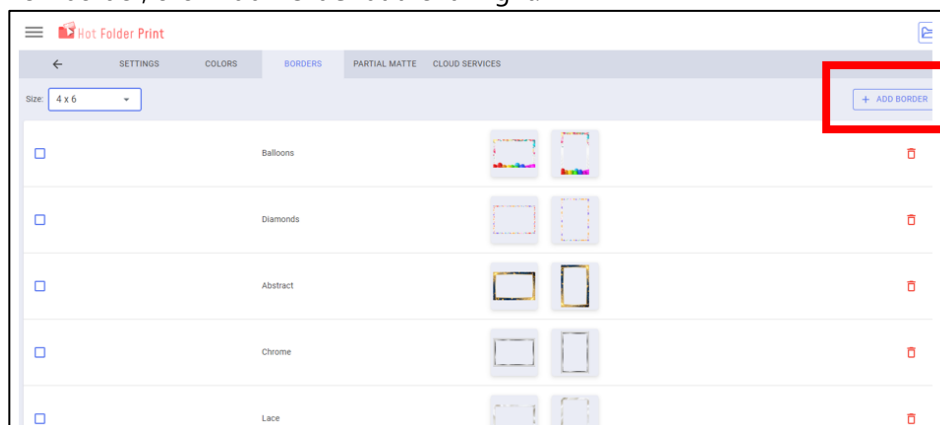 Hot Folder Print
SETTINGS COLORS BORDERS PARTIAL MATTE CLOUD SERVICES
Size: 4 x 6 + ADD BORDER
Balloons
Diamonds
Abstract
Chrome
Lace